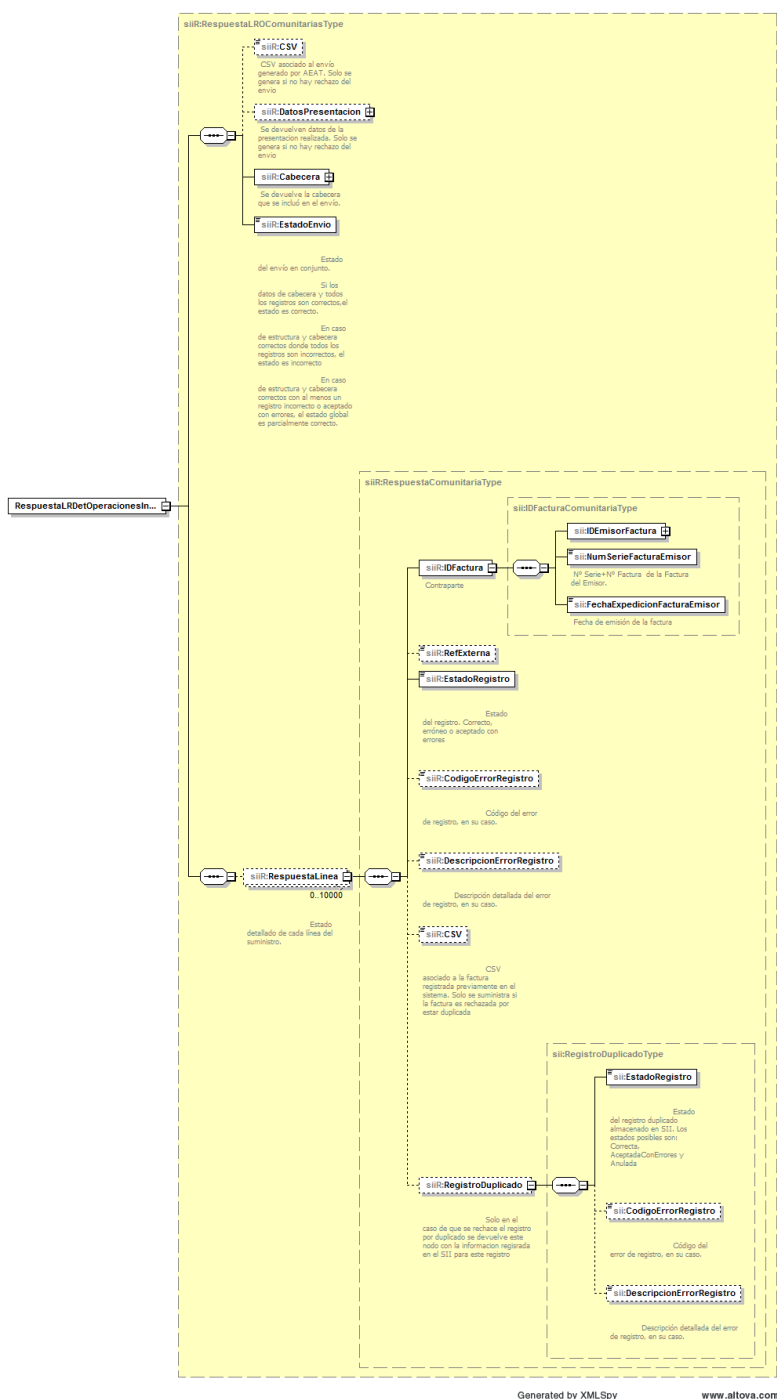 siiR:RespuestaLROComunitariasType
siiR:CSV
CSV asociado al envío
generado por AEAT. Solo se
genera si no hay rechazo del
envio
siiR:DatosPresentacion
Se devuelven datos de la
presentacion realizada. Solo se
genera si no hay rechazo del
envio
siiR:Cabecera
Se devuelve la cabecera
que se incluó en el envío.
siiR:EstadoEnvio
Estado
del envío en conjunto.
Si los
datos de cabecera y todos
los registros son correctos,el
estado es correcto.
En caso
de estructura y cabecera
correctos donde todos los
registros son incorrectos, el
estado es incorrecto
En caso
de estructura y cabecera
correctos con al menos un
registro incorrecto o aceptado
con errores, el estado global
es parcialmente correcto.
RespuestaLRDetOperacionesIn...
siiR:RespuestaComunitariaType
sii:IDFacturaComunitariaType
sii:IDEmisorFactura
sii:NumSerieFacturaEmisor
Nº Serie+Nº Factura de la Factura
del Emisor.
sii:FechaExpedicionFacturaEmisor
Fecha de emisión de la factura
siiR:IDFactura
Contraparte
siiR:RefExterna
siiR:EstadoRegistro
Estado
del registro. Correcto,
erróneo o aceptado con
errores
siiR:CodigoErrorRegistro
Código del error
de registro, en su caso.
siiR:DescripcionErrorRegistro
Descripción detallada del error
de registro, en su caso.
siiR:RespuestaLinea
0..10000
Estado
detallado de cada línea del
suministro.
siiR:CSV
CSV
asociado a la factura
registrada previamente en el
sistema. Solo se suministra si
la factura es rechazada por
estar duplicada
sii:RegistroDuplicadoType
sii:EstadoRegistro
Estado
del registro duplicado
almacenado en SII. Los
estados posibles son:
Correcta,
AceptadaConErrores y
Anulada
siiR:RegistroDuplicado
Solo en el
caso de que se rechace el registro
por duplicado se devuelve este
nodo con la informacion regisrada
en el SII para este registro
sii:CodigoErrorRegistro
Código del
error de registro, en su caso.
sii:DescripcionErrorRegistro
Descripción detallada del error
de registro, en su caso.
Generated by XMLSpy
www.altova.com